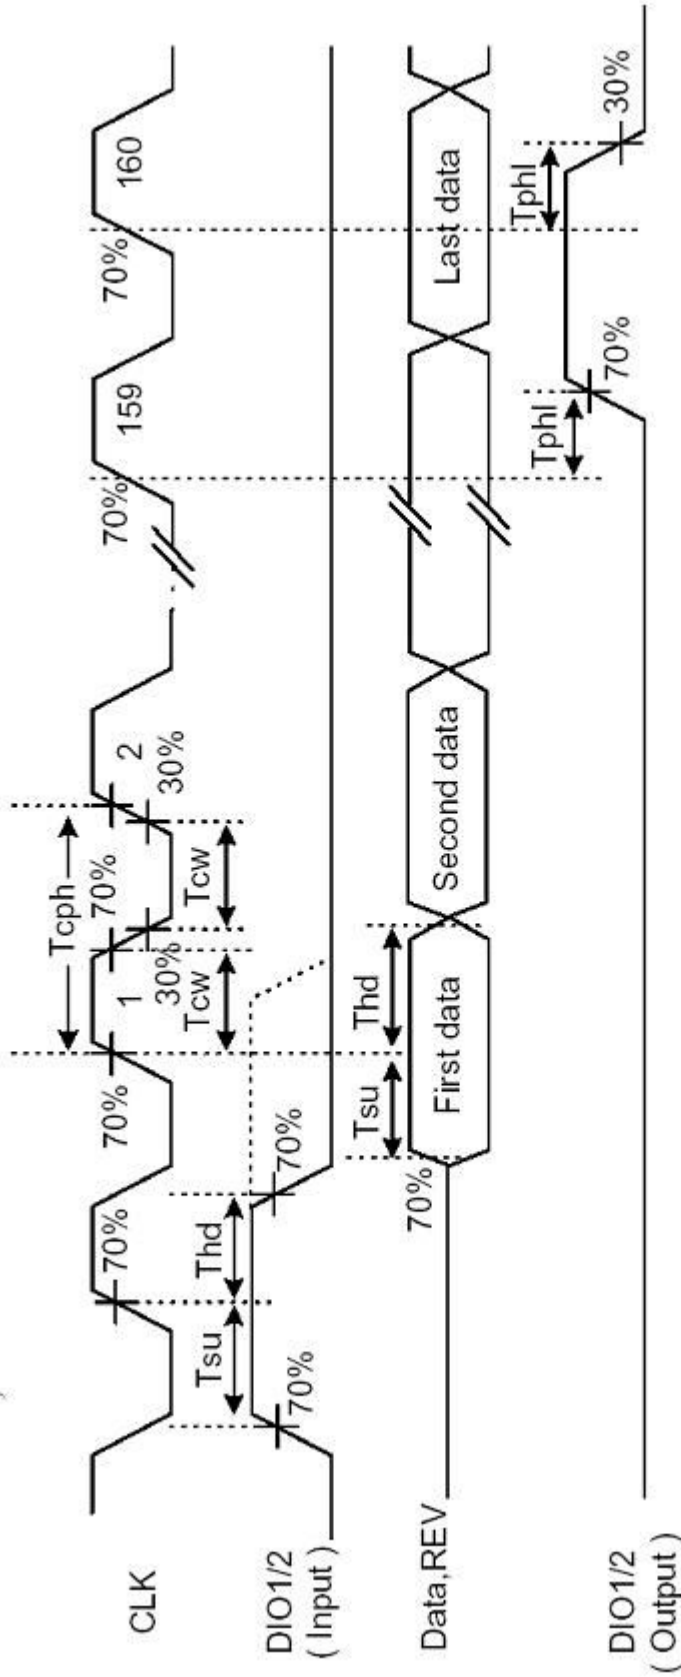 CLK
70%
70%
1
30%
Tcph
70%
2
30%
70%
159
70%
160
Tcw
Tcw
DIO1/2
( Input )
70%
Tsu
Thd
70%
Data,REV
70%
Tsu
Thd
First data
Second data
Last data
DIO1/2
( Output )
Tphl
70%
Tphl
30%